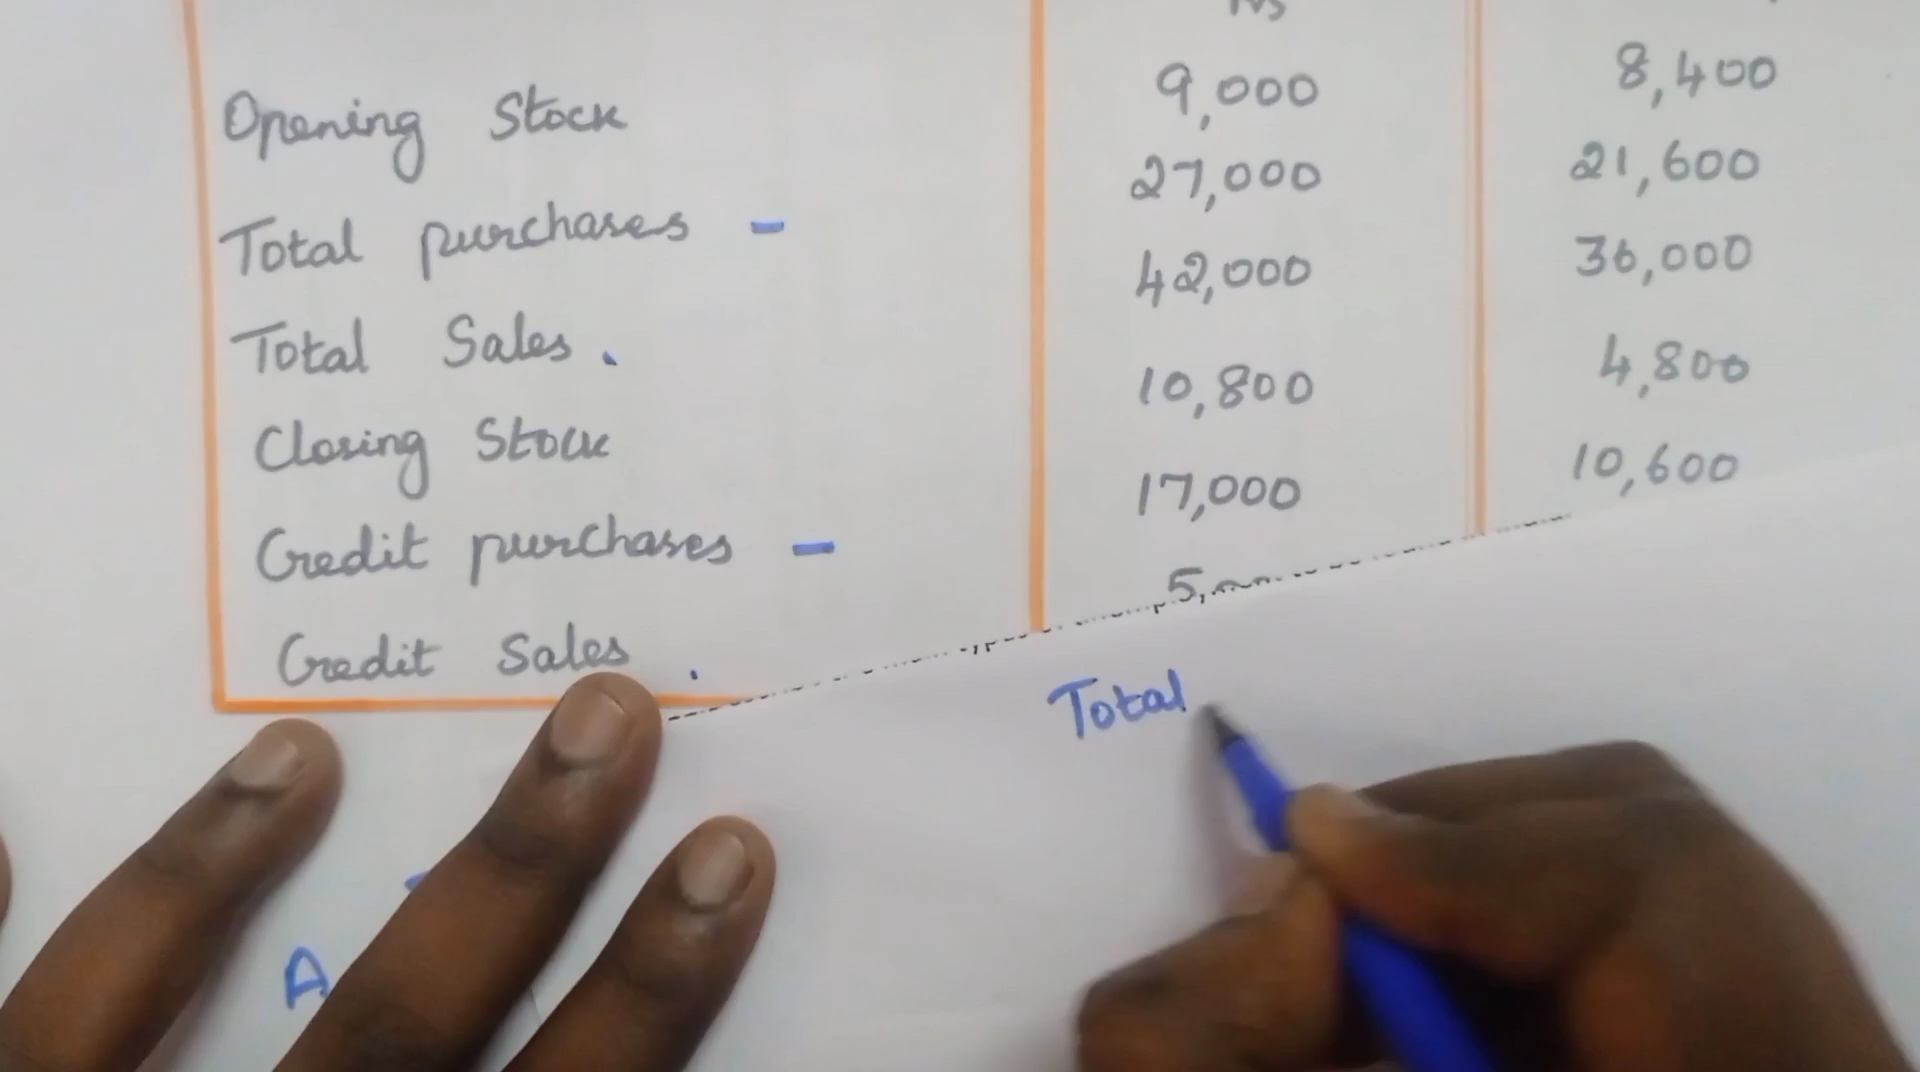 Rs
Opening Stock 9,000 8,400
Total purchases - 27,000 21,600
Total Sales. 42,000 36,000
Closing Stock 10,800 4,800
Credit purchases - 17,000 10,600
Credit Sales . 5,
Total
A